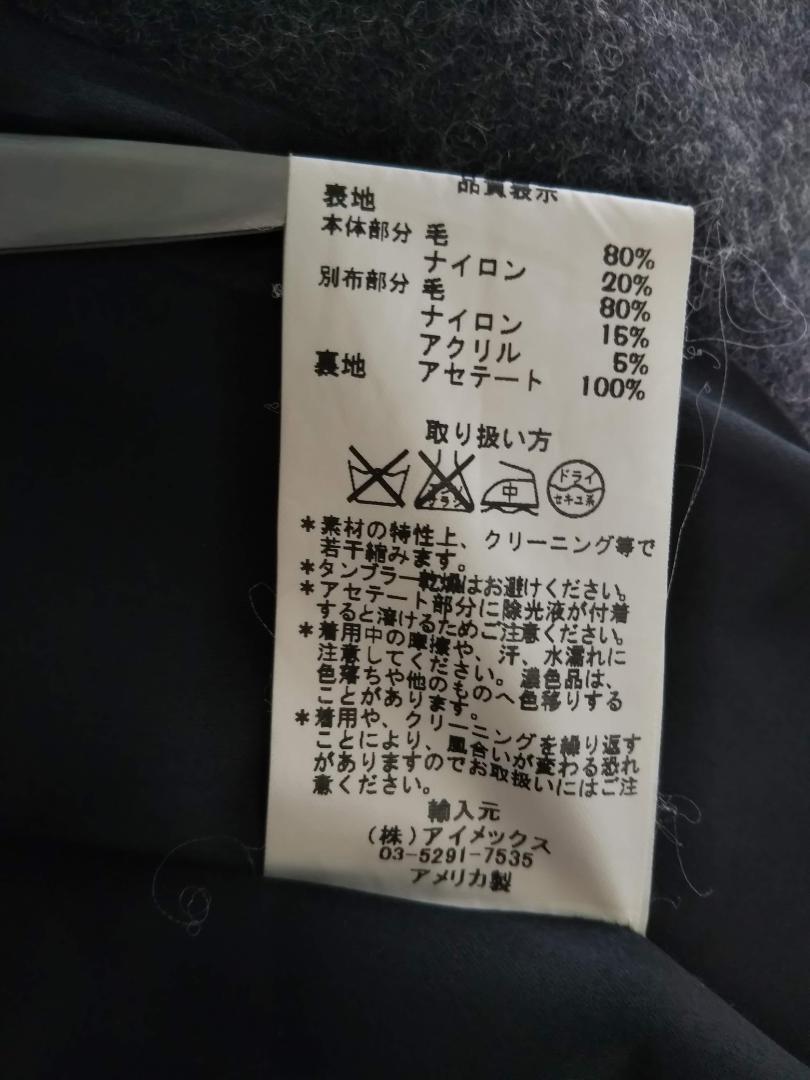 品質表示
表地
本体部分 毛 80%
ナイロン 20%
別布部分 毛 80%
ナイロン 15%
アクリル 5%
裏地 アセテート 100%
取り扱い方
中
ドライ
セキユ系
*素材の特性上、クリーニング等で
若干縮みます。
*タンブラー乾燥はお避けください。
*アセテート部分に除光液が付着
すると溶けるためご注意ください。
*着用中の摩擦や、汗、水濡れに
注意してください。濃色品は、
色落ちや他のものへ色移りする
ことがあります。
*着用や、クリーニングを繰り返す
ことにより、風合いが変わる恐れ
がありますのでお取扱いにはご注
意ください。
輸入元
(株)アイメックス
03-5291-7535
アメリカ製